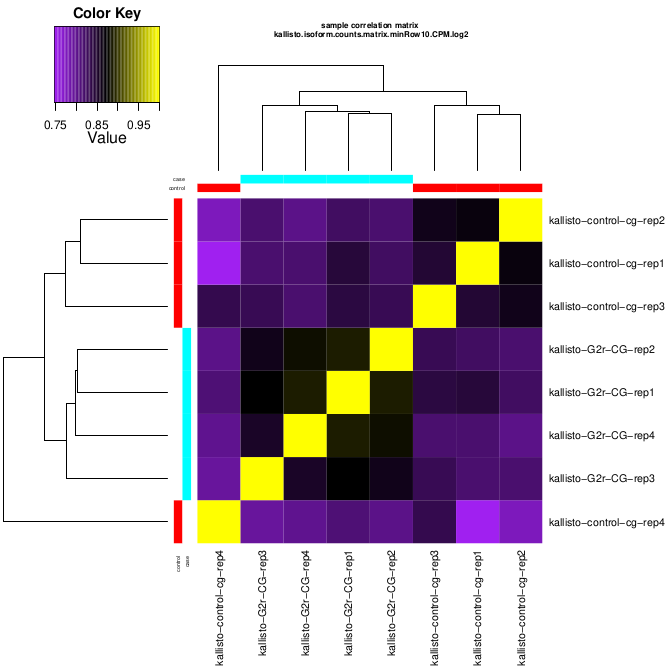 Color Key
0.75 0.85 0.95
Value
sample correlation matrix
kallisto.isoform.counts.matrix.minRow10.CPM.log2
case
control
kallisto−control−cg−rep2
kallisto−control−cg−rep1
kallisto−control−cg−rep3
kallisto−G2r−CG−rep2
kallisto−G2r−CG−rep1
kallisto−G2r−CG−rep4
kallisto−G2r−CG−rep3
kallisto−control−cg−rep4
control
case
kallisto−control−cg−rep4
kallisto−G2r−CG−rep3
kallisto−G2r−CG−rep4
kallisto−G2r−CG−rep1
kallisto−G2r−CG−rep2
kallisto−control−cg−rep3
kallisto−control−cg−rep1
kallisto−control−cg−rep2